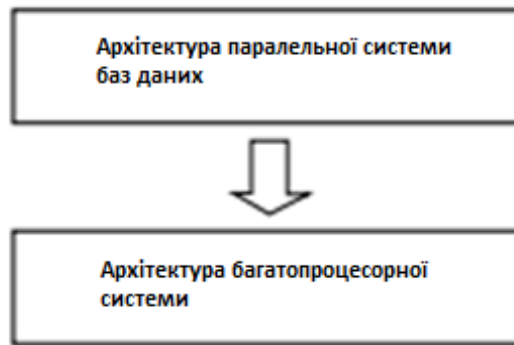 Архітектура паралельної системи
баз даних
Архітектура багатопроцесорної
системи